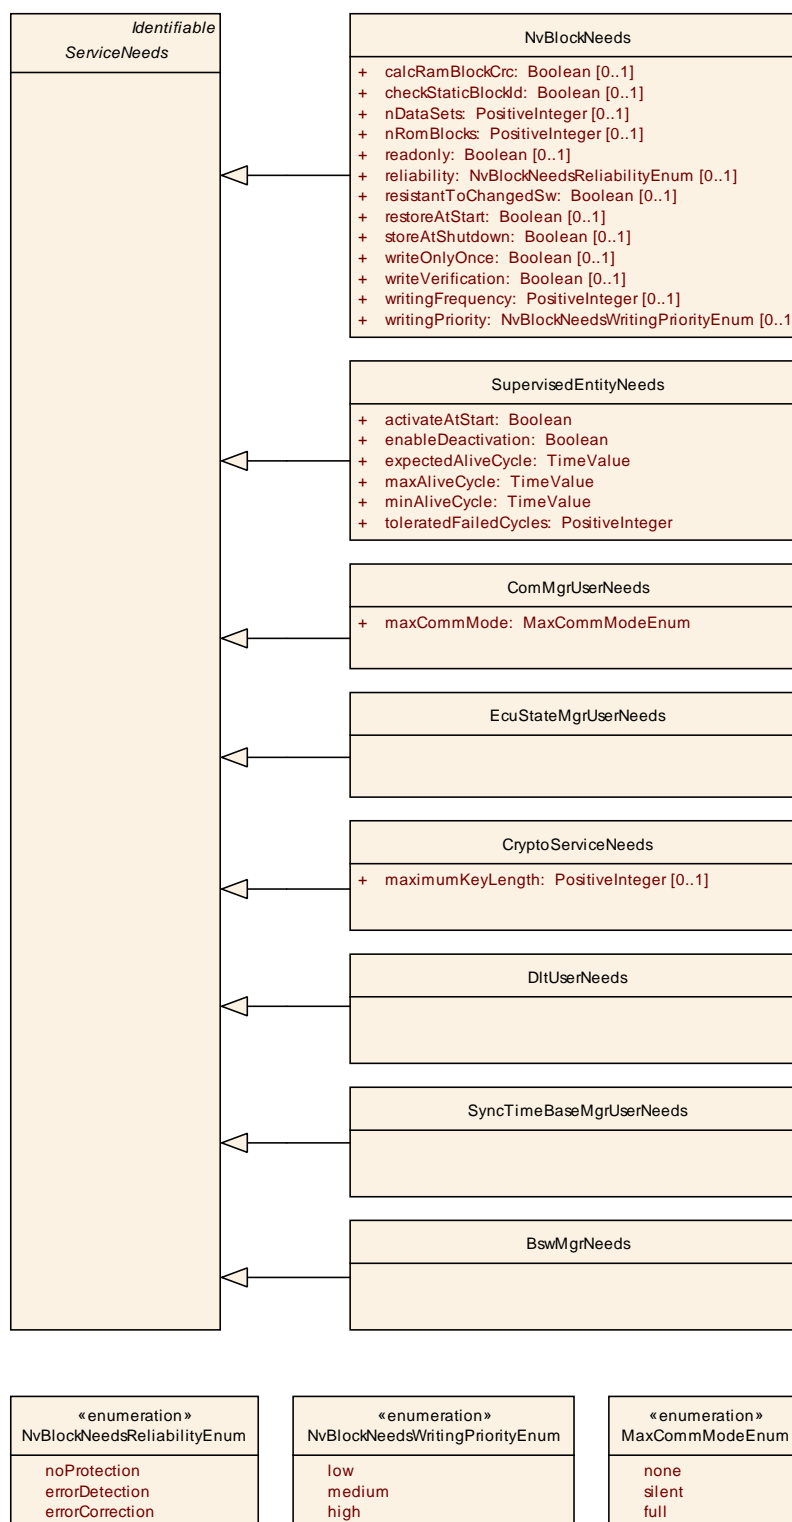 Identifiable
ServiceNeeds
NvBlockNeeds
+ calcRamBlockCrc: Boolean [0..1]
+ checkStaticBlockId: Boolean [0..1]
+ nDataSets: PositiveInteger [0..1]
+ nRomBlocks: PositiveInteger [0..1]
+ readonly: Boolean [0..1]
+ reliability: NvBlockNeedsReliabilityEnum [0..1]
+ resistantToChangedSw: Boolean [0..1]
+ restoreAtStart: Boolean [0..1]
+ storeAtShutdown: Boolean [0..1]
+ writeOnlyOnce: Boolean [0..1]
+ writeVerification: Boolean [0..1]
+ writingFrequency: PositiveInteger [0..1]
+ writingPriority: NvBlockNeedsWritingPriorityEnum [0..1
SupervisedEntityNeeds
+ activateAtStart: Boolean
+ enableDeactivation: Boolean
+ expectedAliveCycle: TimeValue
+ maxAliveCycle: TimeValue
+ minAliveCycle: TimeValue
+ toleratedFailedCycles: PositiveInteger
ComMgrUserNeeds
+ maxCommMode: MaxCommModeEnum
EcuStateMgrUserNeeds
CryptoServiceNeeds
+ maximumKeyLength: PositiveInteger [0..1]
DltUserNeeds
SyncTimeBaseMgrUserNeeds
BswMgrNeeds
«enumeration»
NvBlockNeedsReliabilityEnum
noProtection
errorDetection
errorCorrection
«enumeration»
NvBlockNeedsWritingPriorityEnum
low
medium
high
«enumeration»
MaxCommModeEnum
none
silent
full